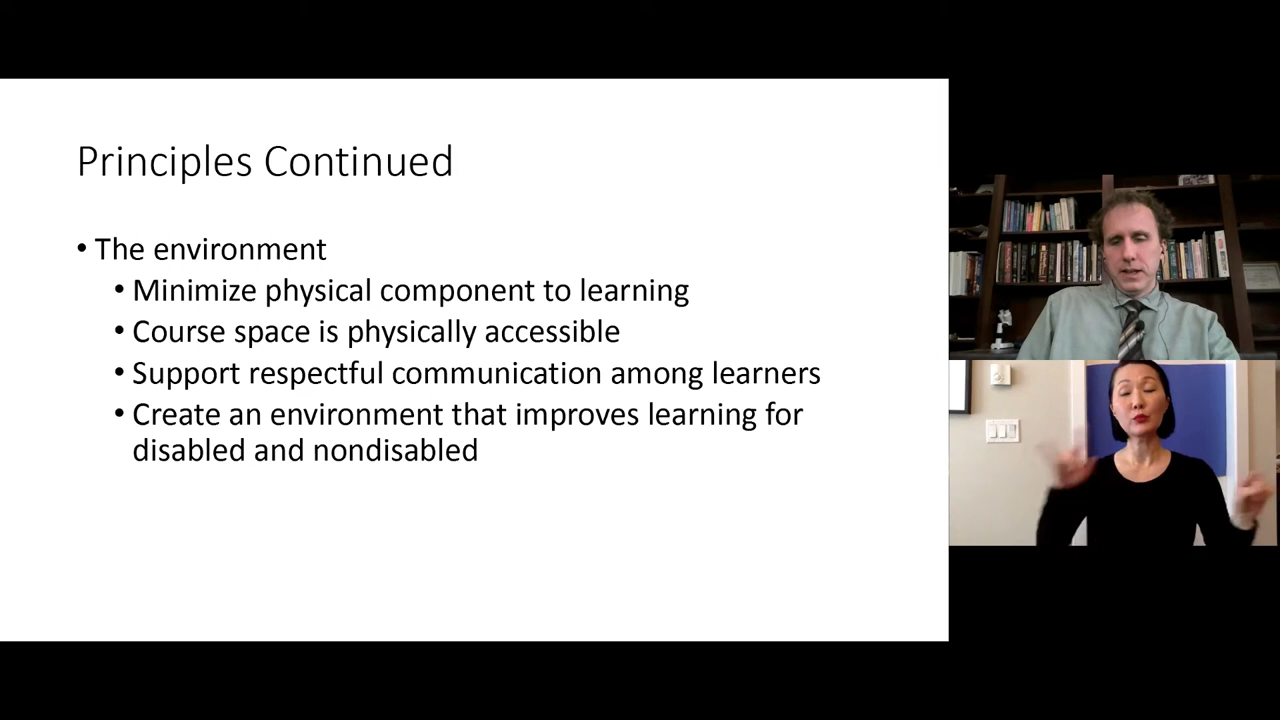 Principles Continued
• The environment
• Minimize physical component to learning
• Course space is physically accessible
• Support respectful communication among learners
• Create an environment that improves learning for
disabled and nondisabled